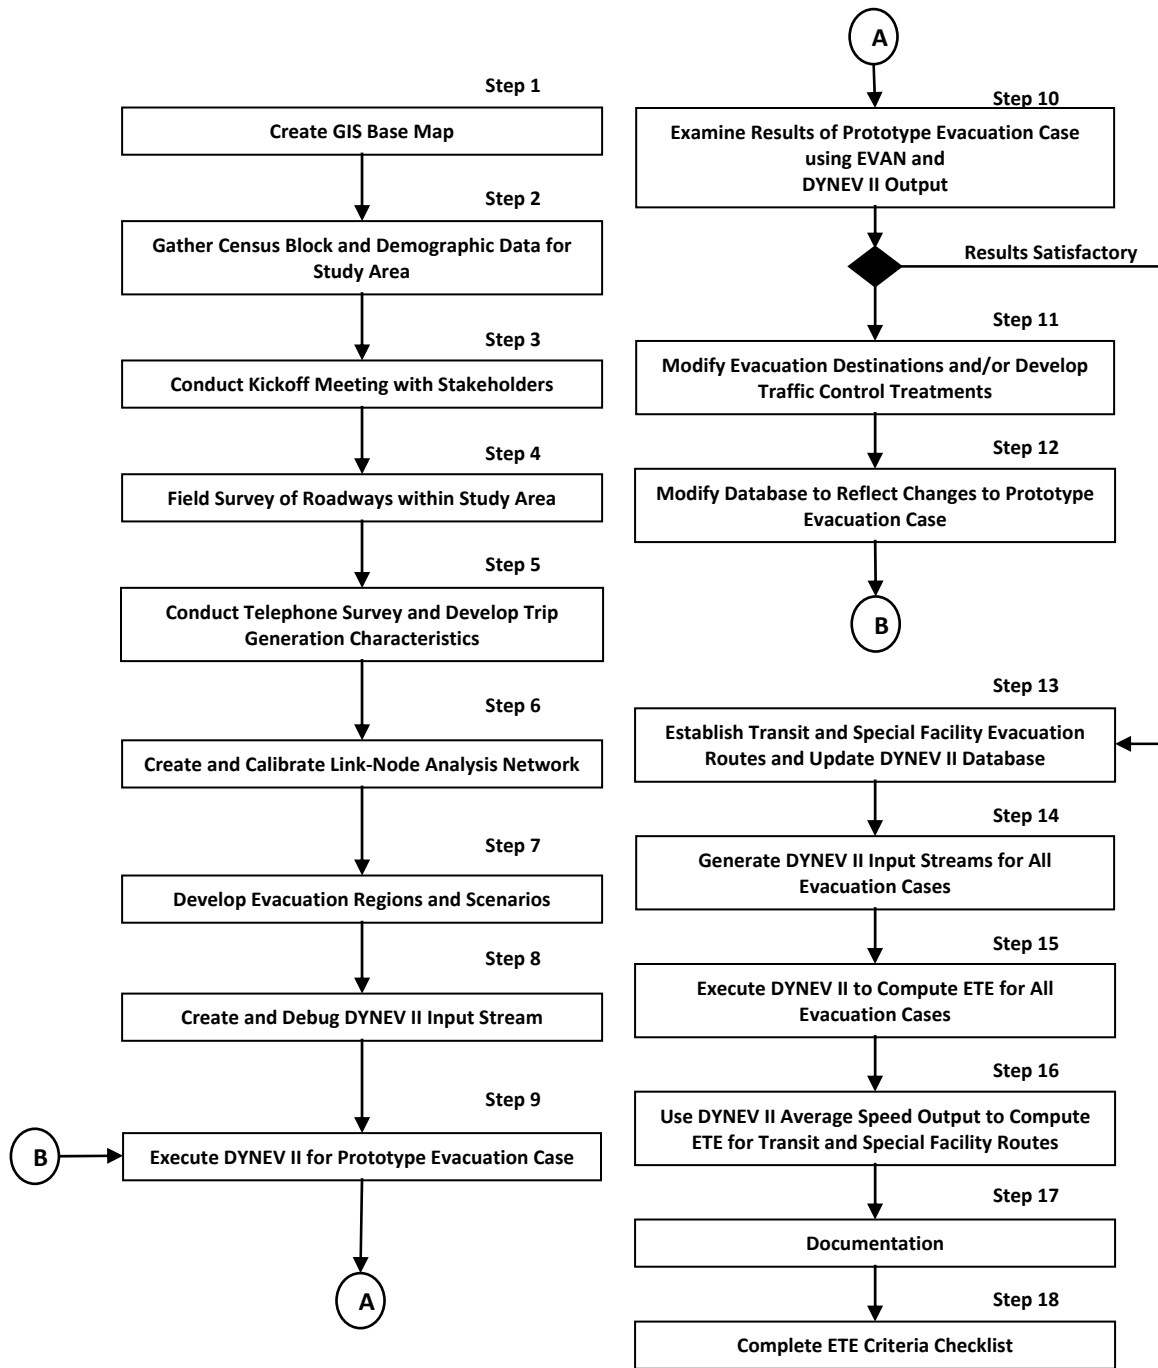 Step 1
Create GIS Base Map
Step 2
Gather Census Block and Demographic Data for
Study Area
Step 3
Conduct Kickoff Meeting with Stakeholders
Step 4
Field Survey of Roadways within Study Area
Step 5
Conduct Telephone Survey and Develop Trip
Generation Characteristics
Step 6
Create and Calibrate Link-Node Analysis Network
Step 7
Develop Evacuation Regions and Scenarios
Step 8
Create and Debug DYNEV II Input Stream
Step 9
B
Execute DYNEV II for Prototype Evacuation Case
A
A
Step 10
Examine Results of Prototype Evacuation Case
using EVAN and
DYNEV II Output
Results Satisfactory
Step 11
Modify Evacuation Destinations and/or Develop
Traffic Control Treatments
Step 12
Modify Database to Reflect Changes to Prototype
Evacuation Case
B
Step 13
Establish Transit and Special Facility Evacuation
Routes and Update DYNEV II Database
Step 14
Generate DYNEV II Input Streams for All
Evacuation Cases
Step 15
Execute DYNEV II to Compute ETE for All
Evacuation Cases
Step 16
Use DYNEV II Average Speed Output to Compute
ETE for Transit and Special Facility Routes
Step 17
Documentation
Step 18
Complete ETE Criteria Checklist